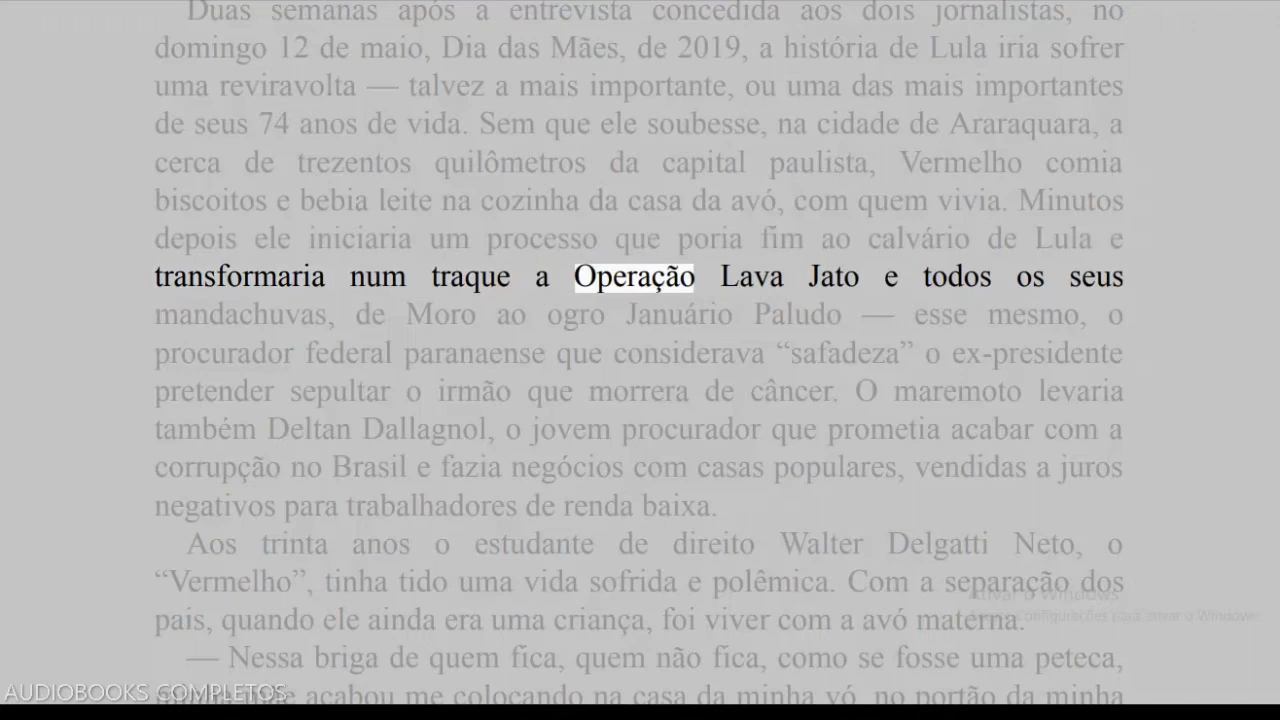 Duas semanas após a entrevista concedida aos dois jornalistas, no
domingo 12 de maio, Dia das Mães, de 2019, a história de Lula iria sofrer
uma reviravolta — talvez a mais importante, ou uma das mais importantes
de seus 74 anos de vida. Sem que ele soubesse, na cidade de Araraquara, a
cerca de trezentos quilômetros da capital paulista, Vermelho comia
biscoitos e bebia leite na cozinha da casa da avó, com quem vivia. Minutos
depois ele iniciaria um processo que poria fim ao calvário de Lula e
transformaria num traque a Operação Lava Jato e todos os seus
mandachuvas, de Moro ao ogro Januário Paludo — esse mesmo, o
procurador federal paranaense que considerava “safadeza” o ex-presidente
pretender sepultar o irmão que morrera de câncer. O maremoto levaria
também Deltan Dallagnol, o jovem procurador que prometia acabar com a
corrupção no Brasil e fazia negócios com casas populares, vendidas a juros
negativos para trabalhadores de renda baixa.
Aos trinta anos o estudante de direito Walter Delgatti Neto, o
“Vermelho”, tinha tido uma vida sofrida e polêmica. Com a separação dos
Ativar o Windows
pais, quando ele ainda era uma criança, foi viver com a avó materna.
configurações para ativar o Windows.
— Nessa briga de quem fica, quem não fica, como se fosse uma peteca,
AUDIOBOOKS COMPLETOS
acabou me colocando na casa da minha vó, no portão da minha